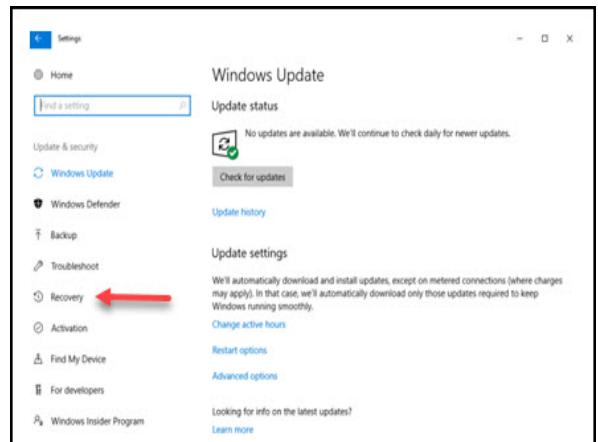 Settings
Home
Find a setting
Update & security
Windows Update
Windows Defender
Backup
Troubleshoot
Recovery
Activation
Find My Device
For developers
Windows Insider Program
Windows Update
Update status
No updates are available. We'll continue to check daily for newer updates.
Check for updates
Update history
Update settings
We'll automatically download and install updates, except on metered connections (where charges
may apply). In that case, we'll automatically download only those updates required to keep
Windows running smoothly.
Change active hours
Restart options
Advanced options
Looking for info on the latest updates?
Learn more